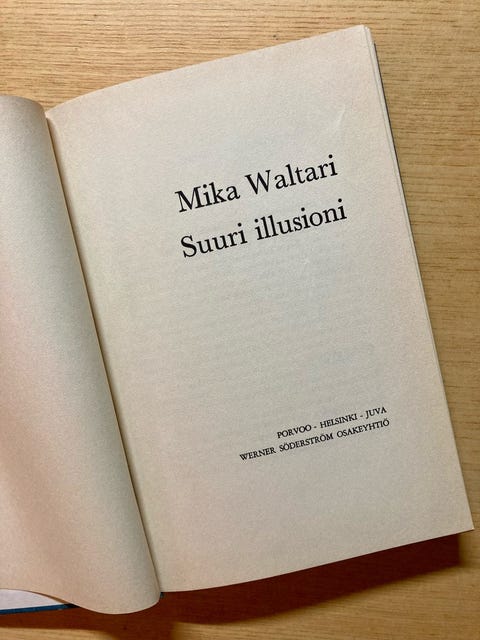 Mika Waltari
Suuri illusioni
PORVOO - HELSINKI - JUVA
WERNER SÖDERSTRÖM OSAKEYHTIÖ